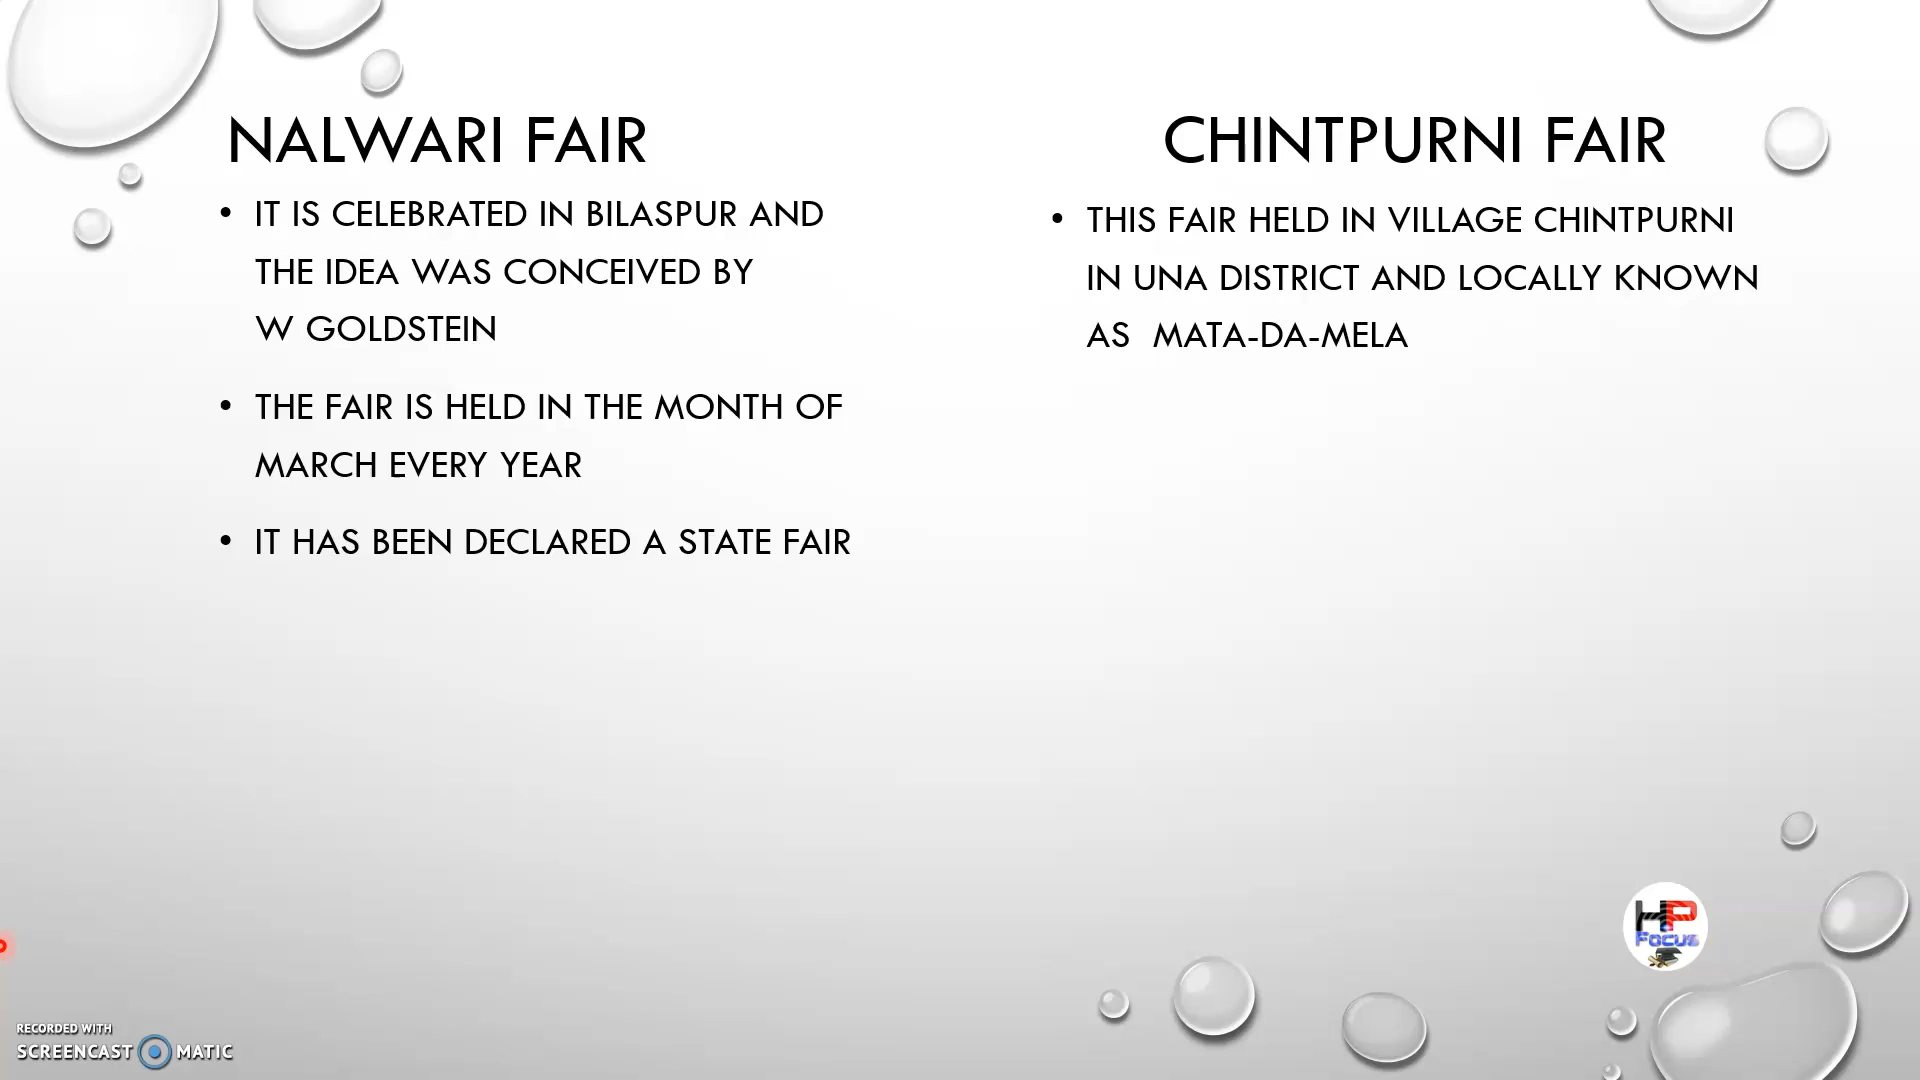 NALWARI FAIR
• IT IS CELEBRATED IN BILASPUR AND
THE IDEA WAS CONCEIVED BY
W GOLDSTEIN
• THE FAIR IS HELD IN THE MONTH OF
MARCH EVERY YEAR
• IT HAS BEEN DECLARED A STATE FAIR
CHINTPURNI FAIR
• THIS FAIR HELD IN VILLAGE CHINTPURNI
IN UNA DISTRICT AND LOCALLY KNOWN
AS MATA-DA-MELA
HP
Focus
RECORDED WITH
SCREENCAST MATIC